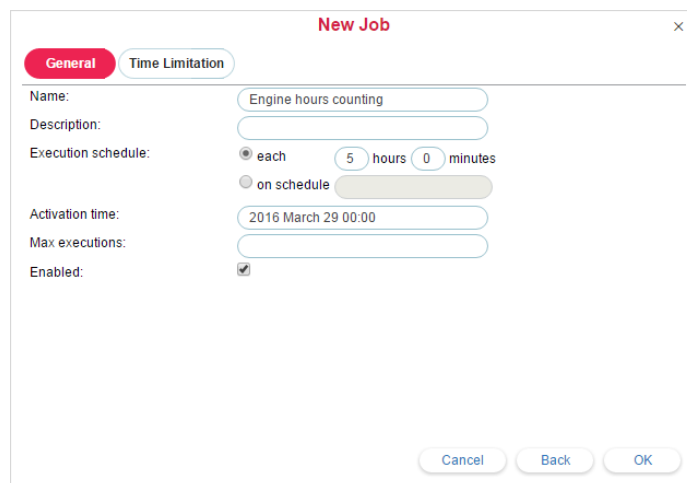 New Job ×
General Time Limitation
Name: Engine hours counting
Description:
Execution schedule: each 5 hours 0 minutes
on schedule
Activation time: 2016 March 29 00:00
Max executions:
Enabled:
Cancel Back OK